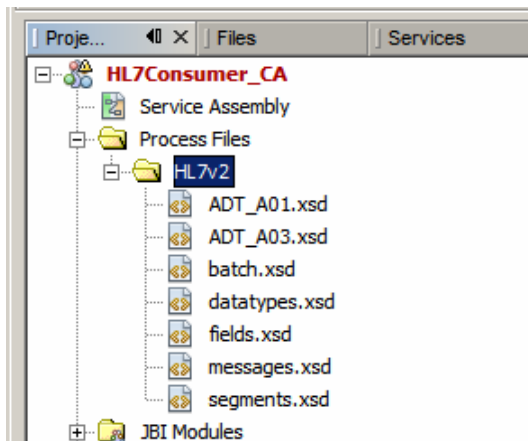 Proje... Files Services
HL7Consumer_CA
Service Assembly
Process Files
HL7v2
ADT_A01.xsd
ADT_A03.xsd
batch.xsd
datatypes.xsd
fields.xsd
messages.xsd
segments.xsd
JBI Modules